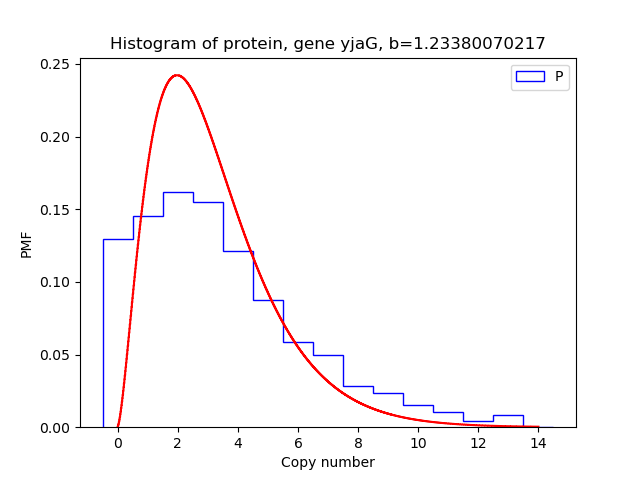 Histogram of protein, gene yjaG, b=1.23380070217
P
0.25
0.20
0.15
0.10
0.05
0.00
PMF
0 2 4 6 8 10 12 14
Copy number